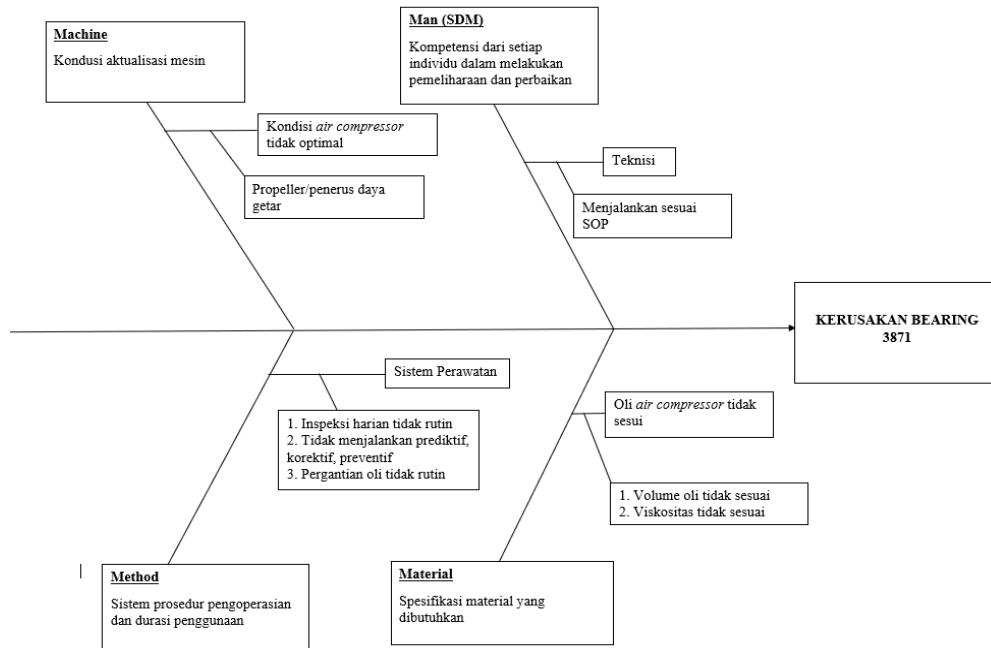 Machine
Kondusi aktualisasi mesin
Man (SDM)
Kompetensi dari setiap
individu dalam melakukan
pemeliharaan dan perbaikan
Kondisi air compressor
tidak optimal
Propeller/penerus daya
getar
Teknisi
Menjalankan sesuai
SOP
KERUSAKAN BEARING
3871
Sistem Perawatan
1. Inspeksi harian tidak rutin
2. Tidak menjalankan prediktif,
korektif, preventif
3. Pergantian oli tidak rutin
Oli air compressor tidak
sesui
1. Volume oli tidak sesuai
2. Viskositas tidak sesuai
Method
Sistem prosedur pengoperasian
dan durasi penggunaan
Material
Spesifikasi material yang
dibutuhkan